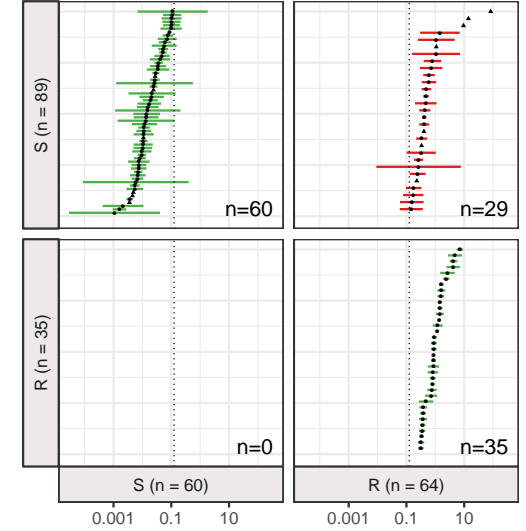 S (n = 89)
n=60
n=29
R (n = 35)
n=0
n=35
S (n = 60)
R (n = 64)
0.001 0.1 10 0.001 0.1 10